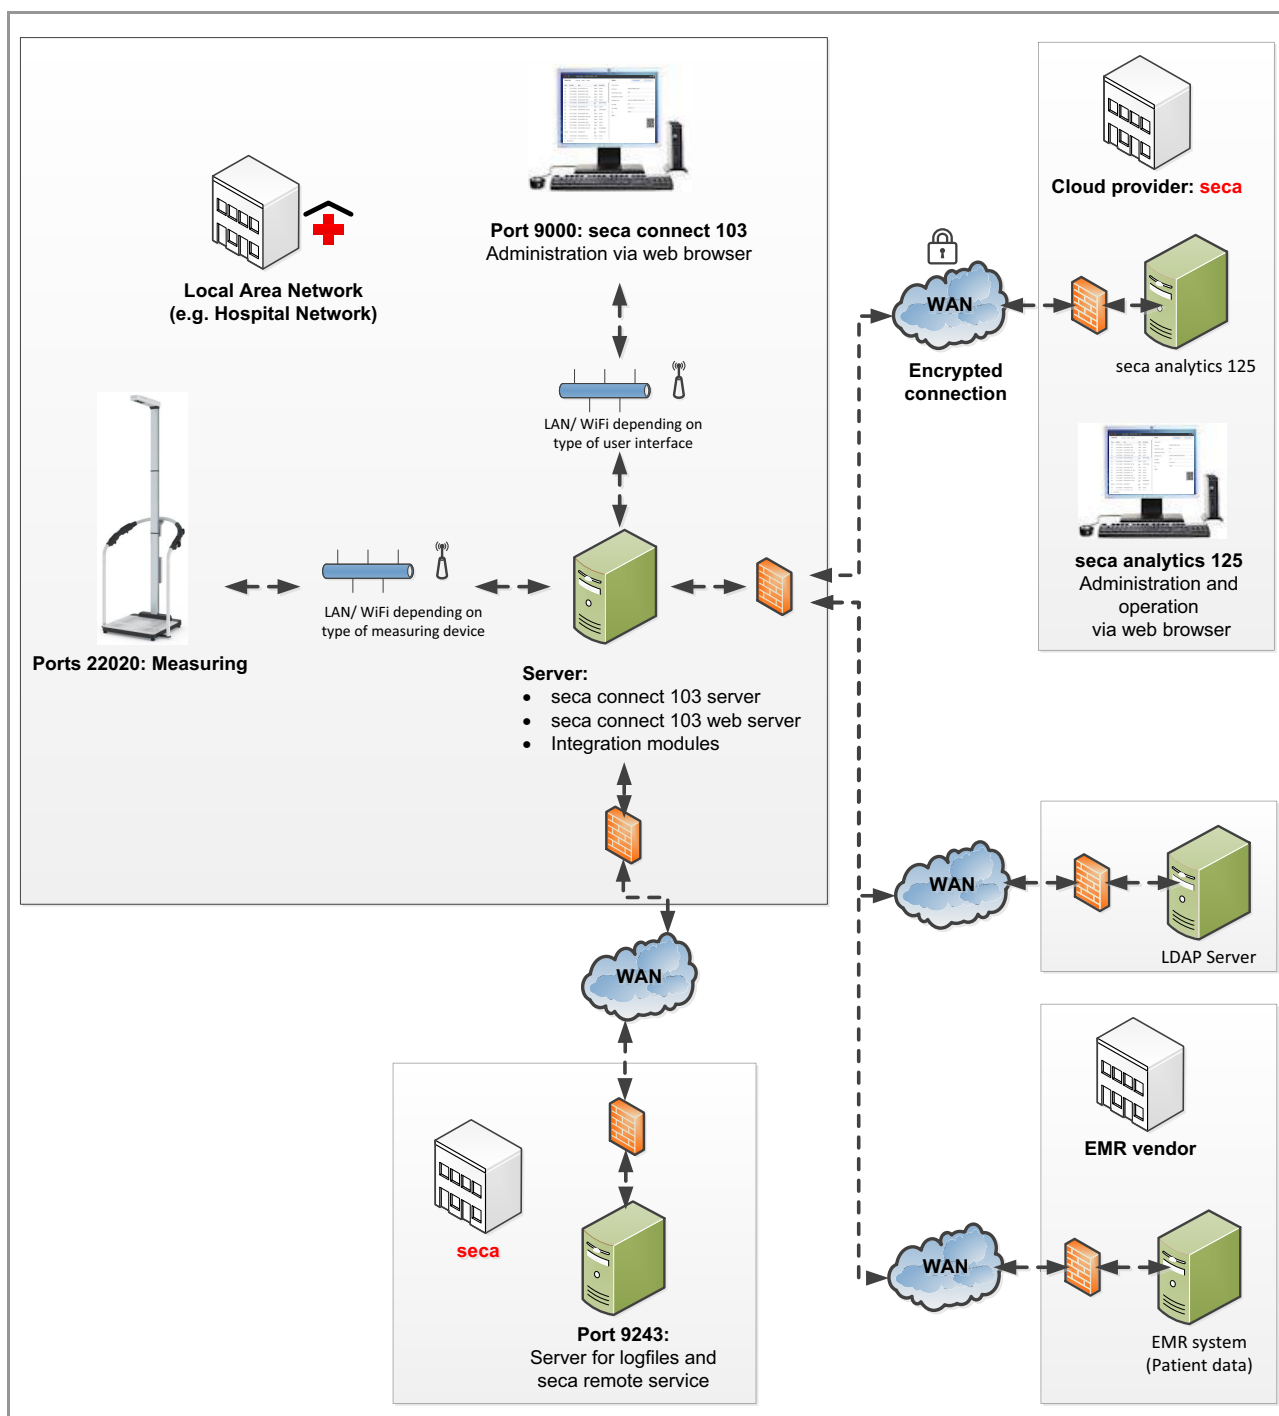 Port 9000: seca connect 103
Administration via web browser
Local Area Network
(e.g. Hospital Network)
LAN/ WiFi depending on
type of user interface
LAN/ WiFi depending on
type of measuring device
Ports 22020: Measuring
Server:
• seca connect 103 server
• seca connect 103 web server
• Integration modules
WAN
seca
Port 9243:
Server for logfiles and
seca remote service
Cloud provider: seca
WAN
Encrypted
connection
seca analytics 125
seca analytics 125
Administration and
operation
via web browser
WAN
LDAP Server
EMR vendor
WAN
EMR system
(Patient data)